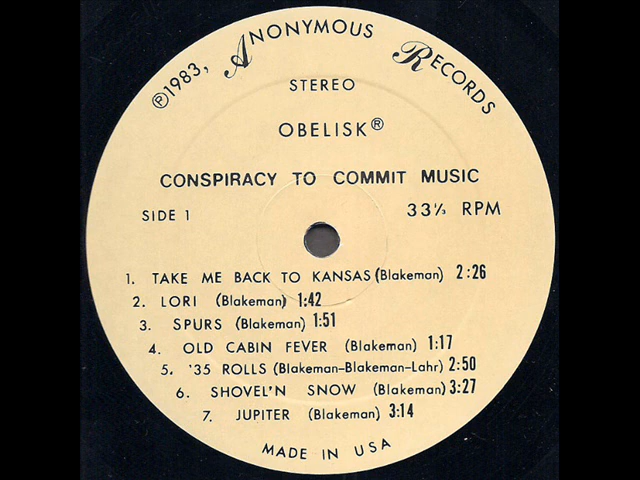 ℗1983, Anonymous Records
STEREO
OBELISK®
CONSPIRACY TO COMMIT MUSIC
SIDE 1 33⅓ RPM
1. TAKE ME BACK TO KANSAS (Blakeman) 2:26
2. LORI (Blakeman) 1:42
3. SPURS (Blakeman) 1:51
4. OLD CABIN FEVER (Blakeman) 1:17
5. '35 ROLLS (Blakeman–Blakeman–Lahr) 2:50
6. SHOVEL'N SNOW (Blakeman) 3:27
7. JUPITER (Blakeman) 3:14
MADE IN USA